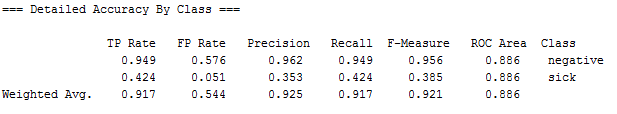 === Detailed Accuracy By Class ===
TP Rate FP Rate Precision Recall F-Measure ROC Area Class
0.949 0.576 0.962 0.949 0.956 0.886 negative
0.424 0.051 0.353 0.424 0.385 0.886 sick
Weighted Avg. 0.917 0.544 0.925 0.917 0.921 0.886